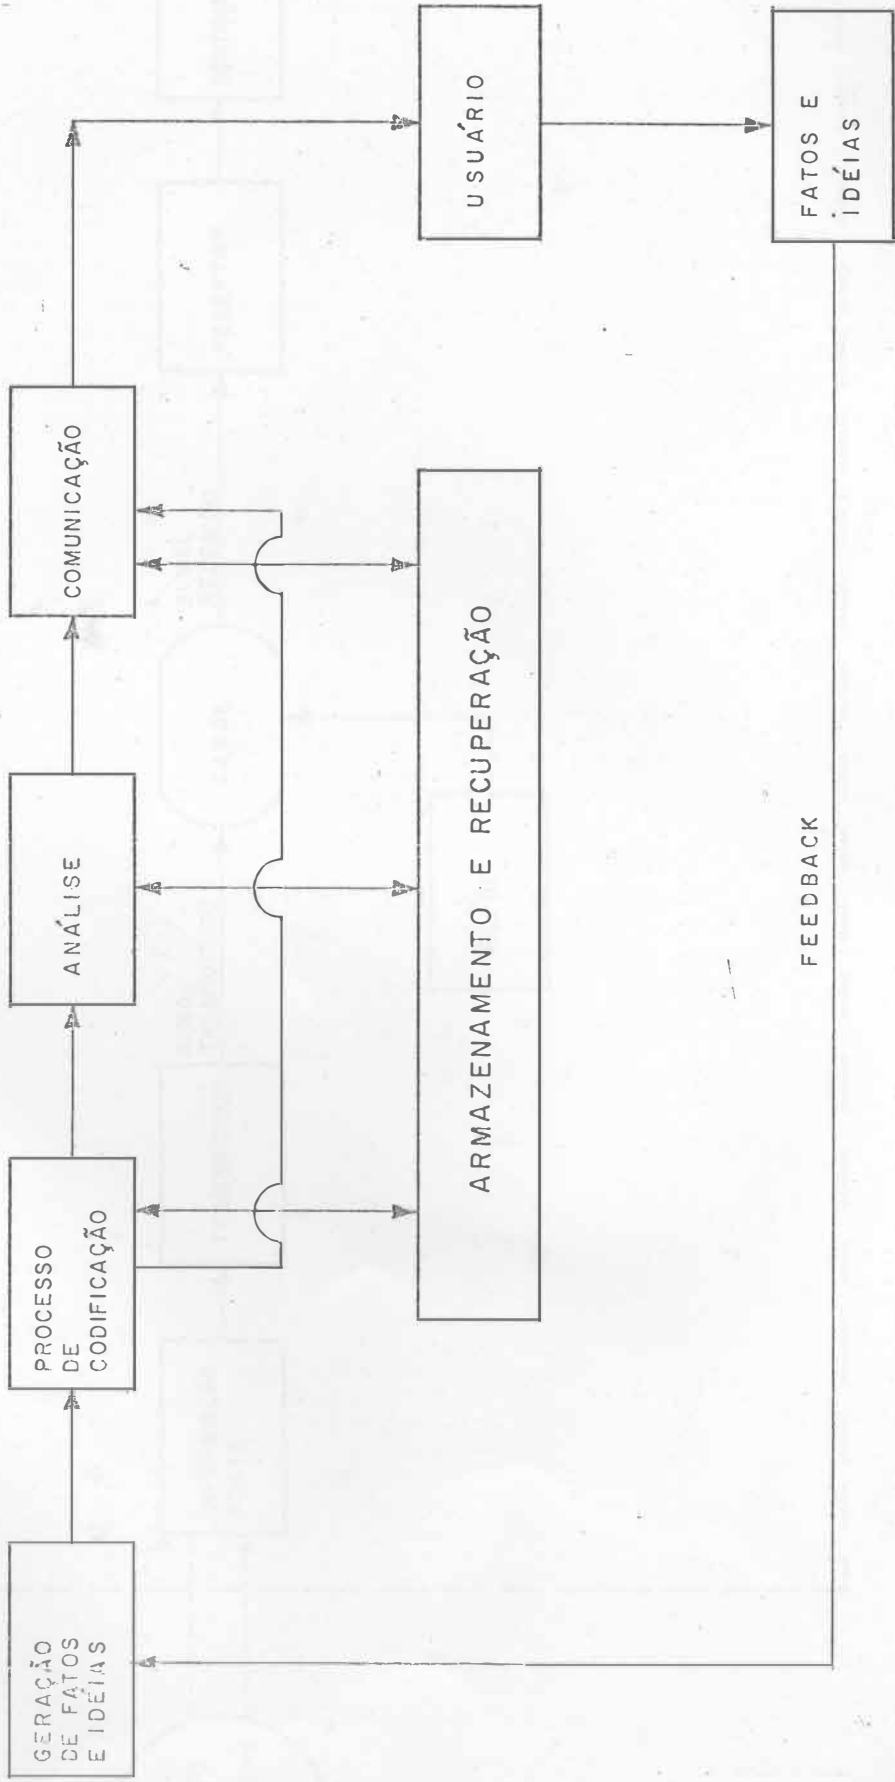 GERAÇÃO
DE FATOS
E IDÉIAS
PROCESSO
DE
CODIFICAÇÃO
ANÁLISE
COMUNICAÇÃO
ARMAZENAMENTO E RECUPERAÇÃO
USUÁRIO
FATOS E
IDÉIAS
FEEDBACK